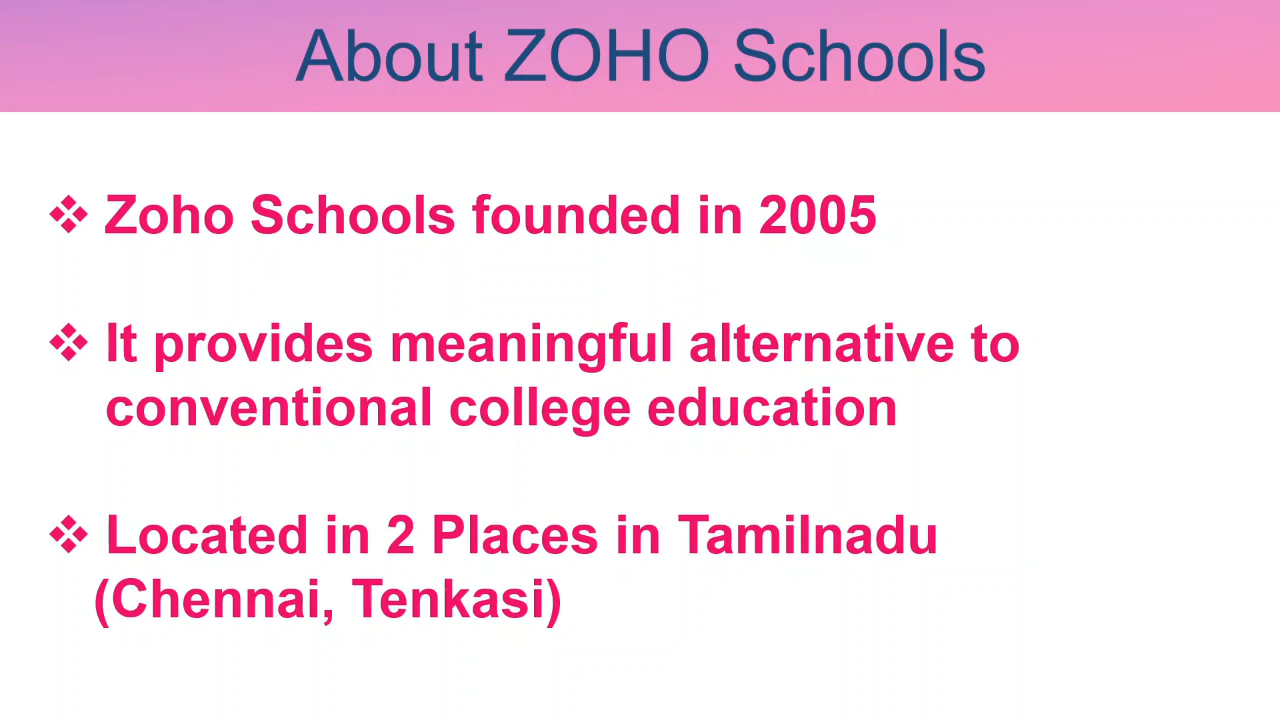 About ZOHO Schools
❖ Zoho Schools founded in 2005
❖ It provides meaningful alternative to
conventional college education
❖ Located in 2 Places in Tamilnadu
(Chennai, Tenkasi)